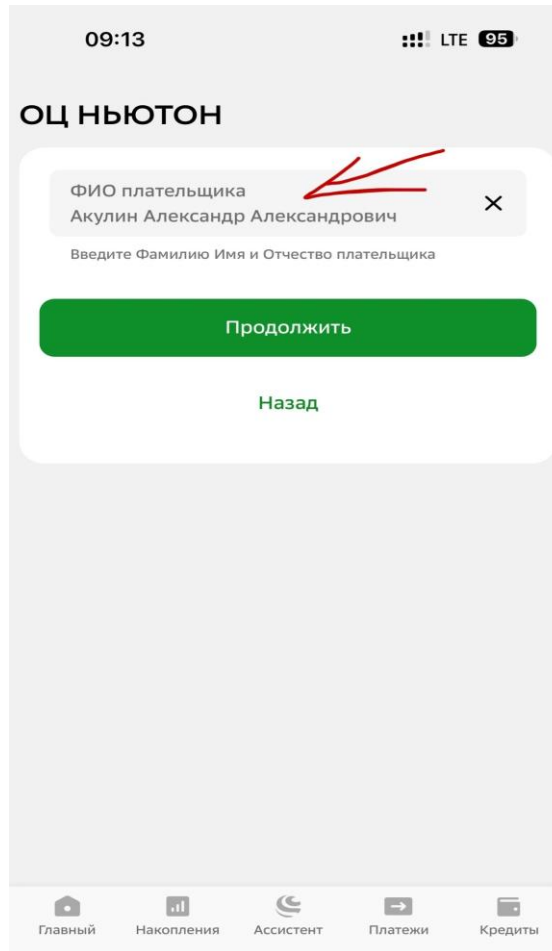 09:13
LTE 95
ОЦ НЬЮТОН
ФИО плательщика
Акулин Александр Александрович
Введите Фамилию Имя и Отчество плательщика
Продолжить
Назад
Главный Накопления Ассистент Платежи Кредиты